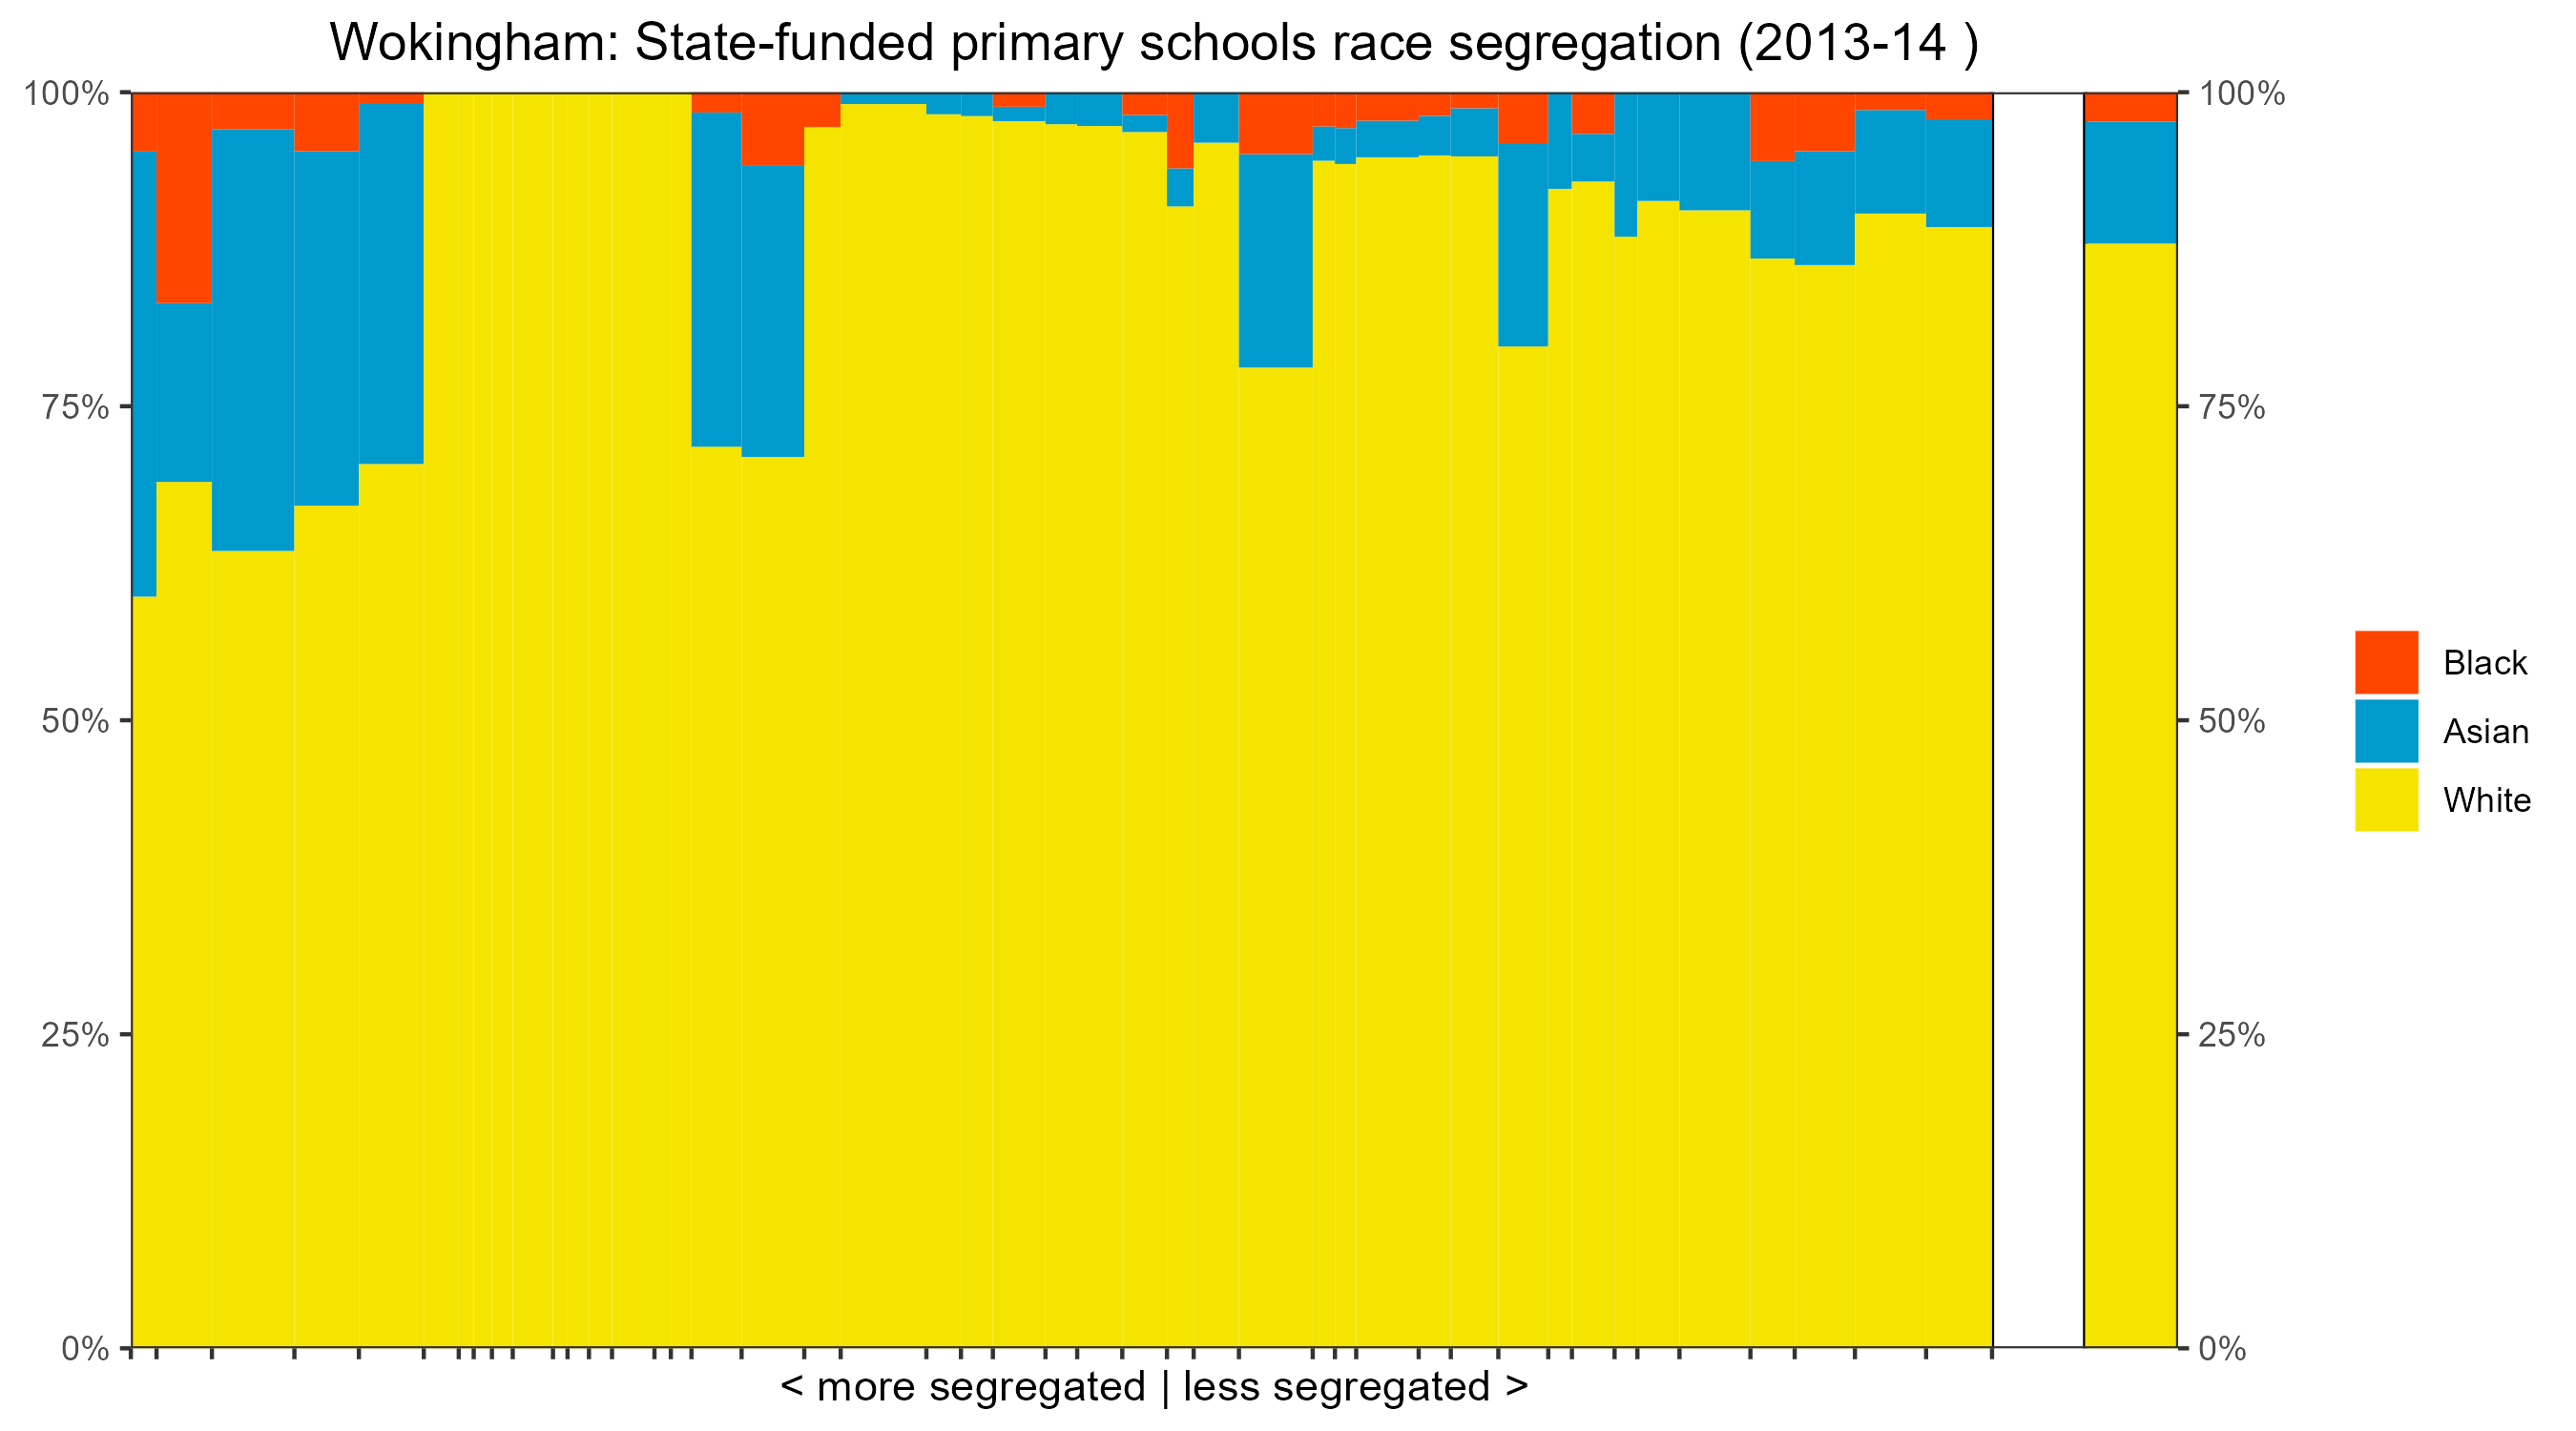 Wokingham: State-funded primary schools race segregation (2013-14 )
100%
75%
50%
25%
0%
100%
75%
50%
25%
0%
Black
Asian
White
< more segregated | less segregated >